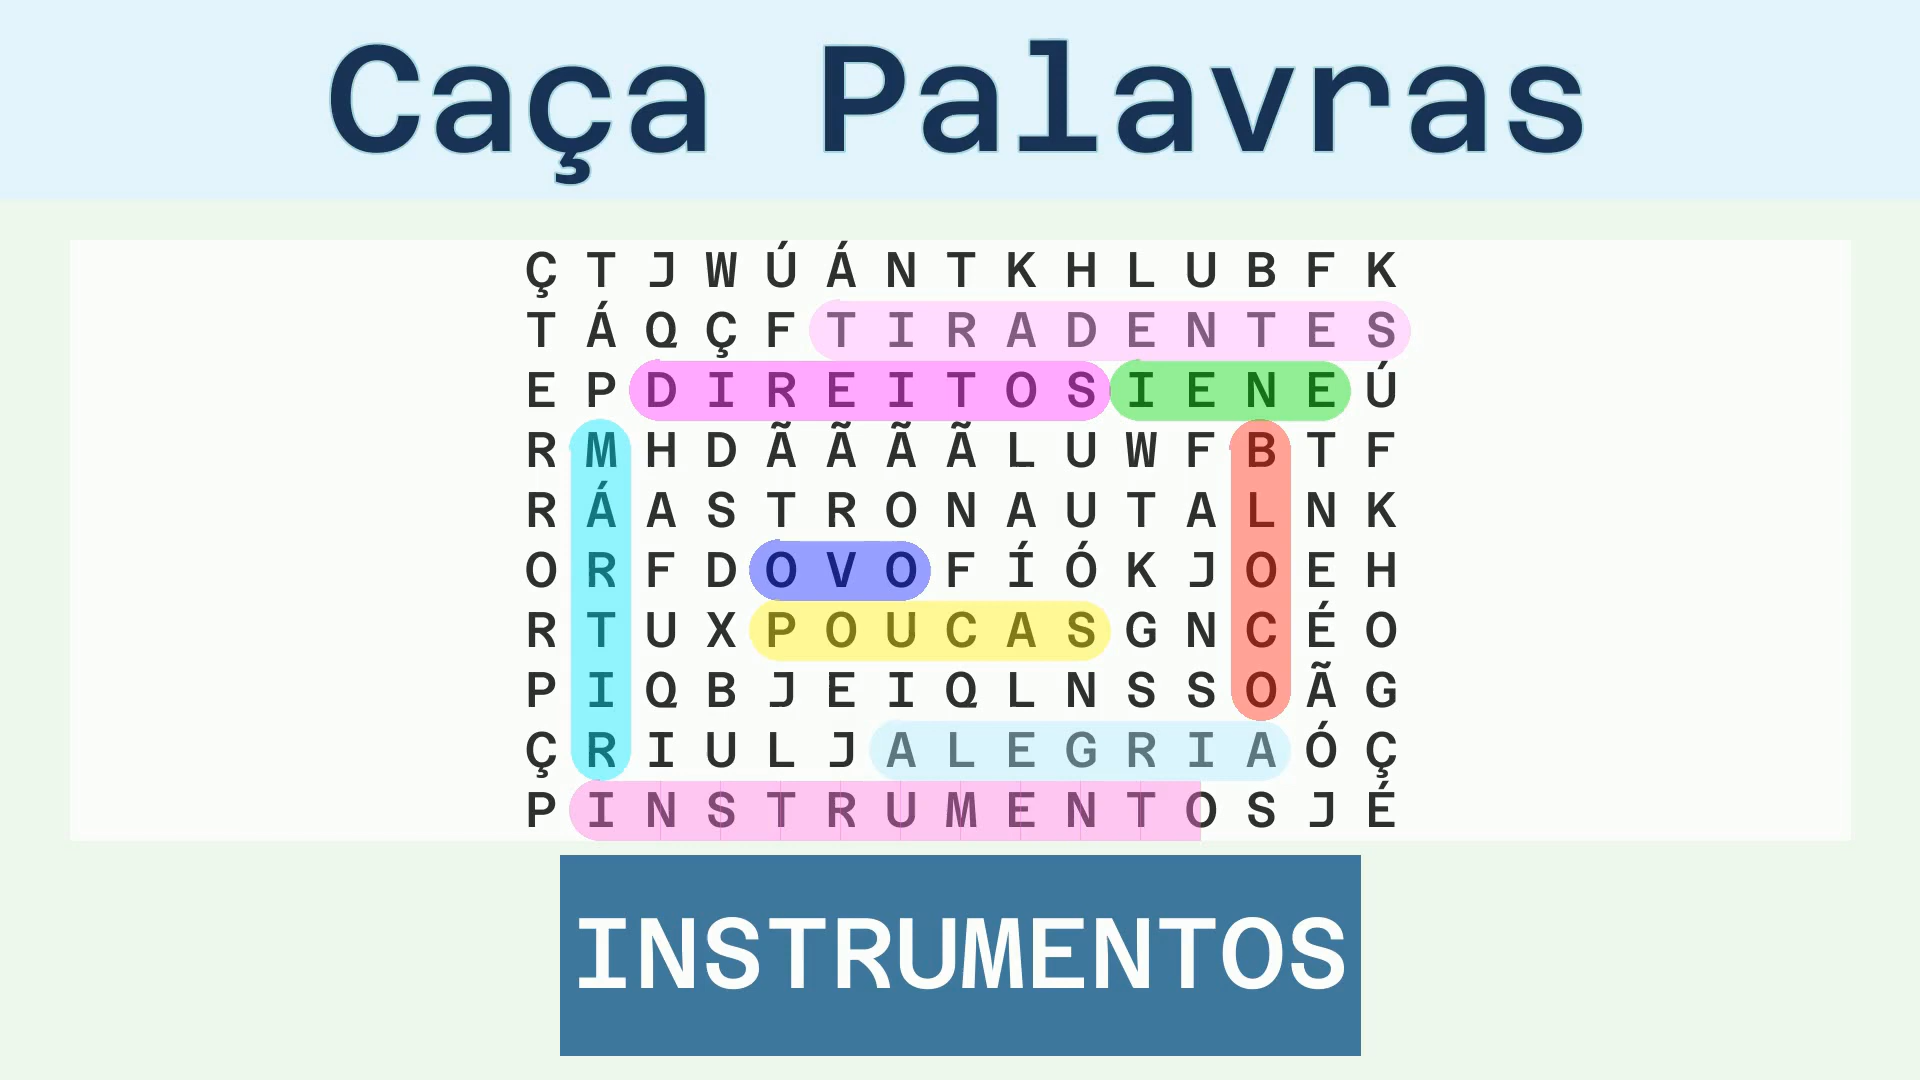 Caça Palavras
Ç T J W Ú Á N T K H L U B F K
T Á Q Ç F T I R A D E N T E S
E P D I R E I T O S I E N E Ú
R M H D Ã Ã Ã Ã L U W F B T F
R Á A S T R O N A U T A L N K
O R F D O V O F Í Ó K J O E H
R T U X P O U C A S G N C É O
P I Q B J E I Q L N S S O Ã G
Ç R I U L J A L E G R I A Ó Ç
P I N S T R U M E N T O S J É
INSTRUMENTOS